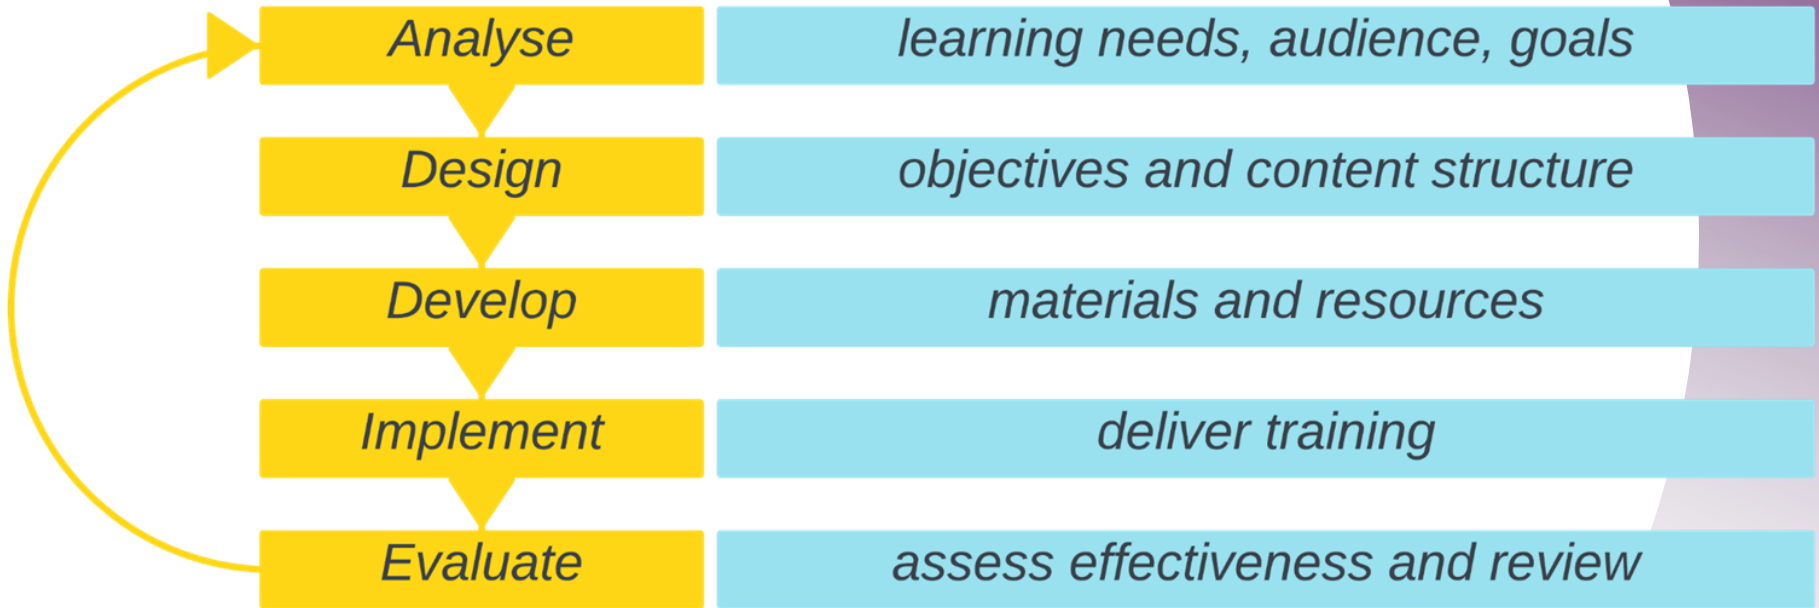 Analyse
learning needs, audience, goals
Design
objectives and content structure
Develop
materials and resources
Implement
deliver training
Evaluate
assess effectiveness and review